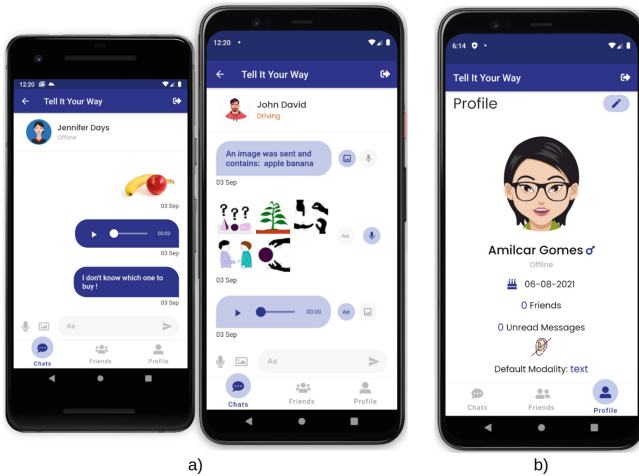 12:20
Tell It Your Way
Jennifer Days
Offline
03 Sep
00:02
03 Sep
I don't know which one to
buy !
03 Sep
Aa
Chats
Friends
Profile
12:20
Tell It Your Way
John David
Driving
An image was sent and
contains: apple banana
03 Sep
? ? ?
Aa
03 Sep
00:00
Aa
03 Sep
Aa
Chats
Friends
Profile
6:14
Tell It Your Way
Profile
Amilcar Gomes
Offline
06-08-2021
0 Friends
0 Unread Messages
Default Modality: text
Chats
Friends
Profile
a)
b)